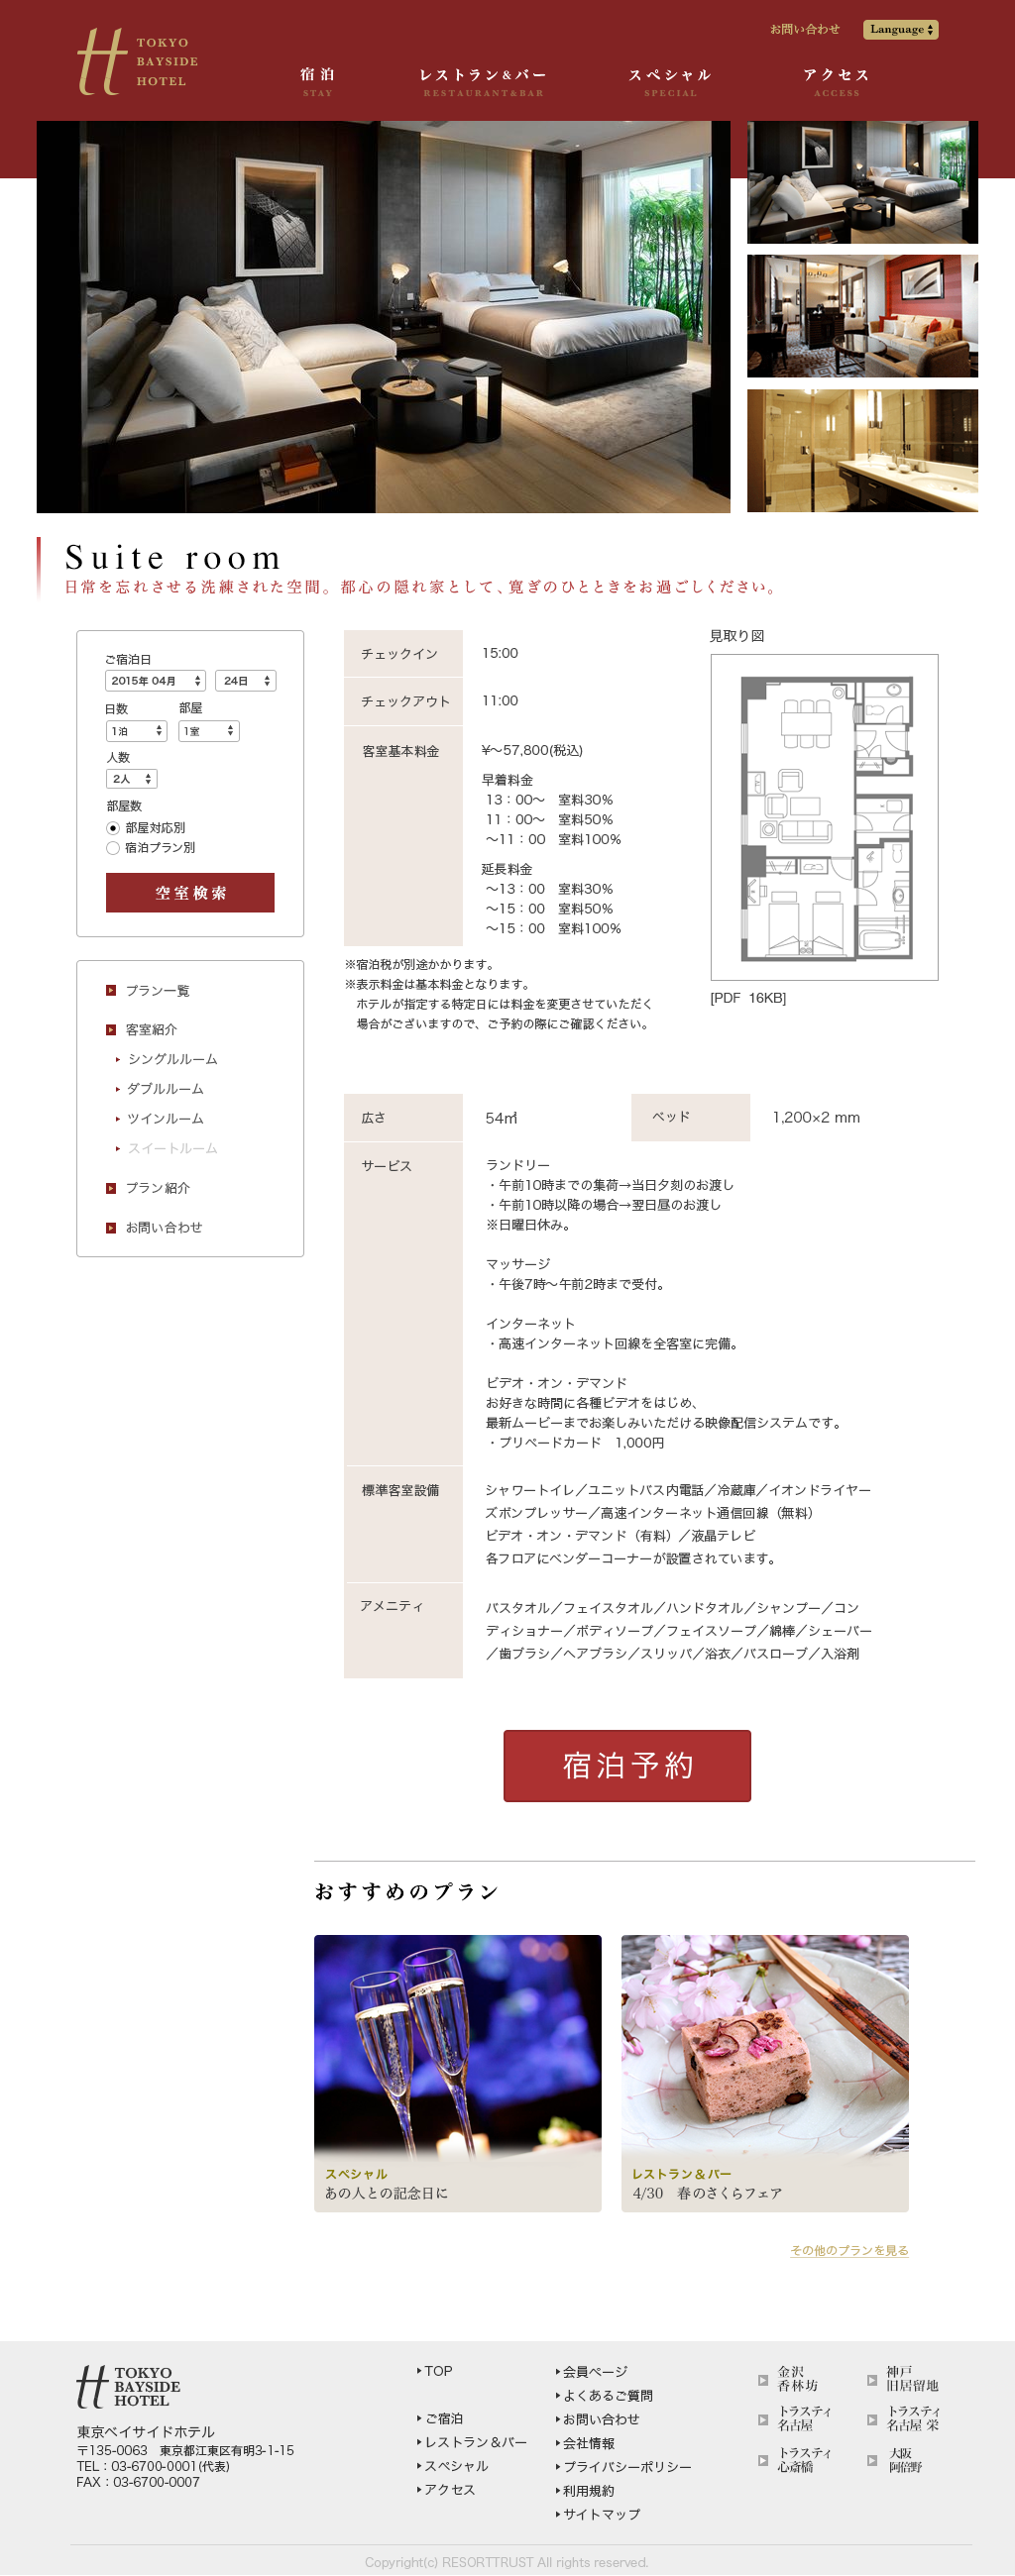 TOKYO
BAYSIDE
HOTEL
お問い合わせ
Language
宿泊
STAY
レストラン&バー
RESTAURANT&BAR
スペシャル
SPECIAL
アクセス
ACCESS
Suite room
日常を忘れさせる洗練された空間。都心の隠れ家として、寛ぎのひとときをお過ごしください。
ご宿泊日
2015年 04月
24日
日数
部屋
1泊
1室
人数
2人
部屋数
部屋対応別
宿泊プラン別
空室検索
プラン一覧
客室紹介
シングルルーム
ダブルルーム
ツインルーム
スイートルーム
プラン紹介
お問い合わせ
チェックイン
15:00
チェックアウト
11:00
客室基本料金
¥〜57,800(税込)
早着料金
13：00〜　室料30%
11：00〜　室料50%
〜11：00　室料100%
延長料金
〜13：00　室料30%
〜15：00　室料50%
〜15：00　室料100%
※宿泊税が別途かかります。
※表示料金は基本料金となります。
ホテルが指定する特定日には料金を変更させていただく
場合がございますので、ご予約の際にご確認ください。
見取り図
[PDF 16KB]
広さ
54㎡
ベッド
1,200×2 mm
サービス
ランドリー
・午前10時までの集荷→当日夕刻のお渡し
・午前10時以降の場合→翌日昼のお渡し
※日曜日休み。
マッサージ
・午後7時〜午前2時まで受付。
インターネット
・高速インターネット回線を全客室に完備。
ビデオ・オン・デマンド
お好きな時間に各種ビデオをはじめ、
最新ムービーまでお楽しみいただける映像配信システムです。
・プリペードカード　1,000円
標準客室設備
シャワートイレ／ユニットバス内電話／冷蔵庫／イオンドライヤー
ズボンプレッサー／高速インターネット通信回線（無料）
ビデオ・オン・デマンド（有料）／液晶テレビ
各フロアにベンダーコーナーが設置されています。
アメニティ
バスタオル／フェイスタオル／ハンドタオル／シャンプー／コン
ディショナー／ボディソープ／フェイスソープ／綿棒／シェーバー
／歯ブラシ／ヘアブラシ／スリッパ／浴衣／バスローブ／入浴剤
宿泊予約
おすすめのプラン
スペシャル
あの人との記念日に
レストラン＆バー
4/30　春のさくらフェア
その他のプランを見る
TOKYO
BAYSIDE
HOTEL
東京ベイサイドホテル
〒135-0063　東京都江東区有明3-1-15
TEL：03-6700-0001(代表)
FAX：03-6700-0007
TOP
ご宿泊
レストラン＆バー
スペシャル
アクセス
会員ページ
よくあるご質問
お問い合わせ
会社情報
プライバシーポリシー
利用規約
サイトマップ
金沢
香林坊
神戸
旧居留地
トラスティ
名古屋
トラスティ
名古屋 栄
トラスティ
心斎橋
大阪
阿倍野
Copyright(c) RESORTTRUST All rights reserved.